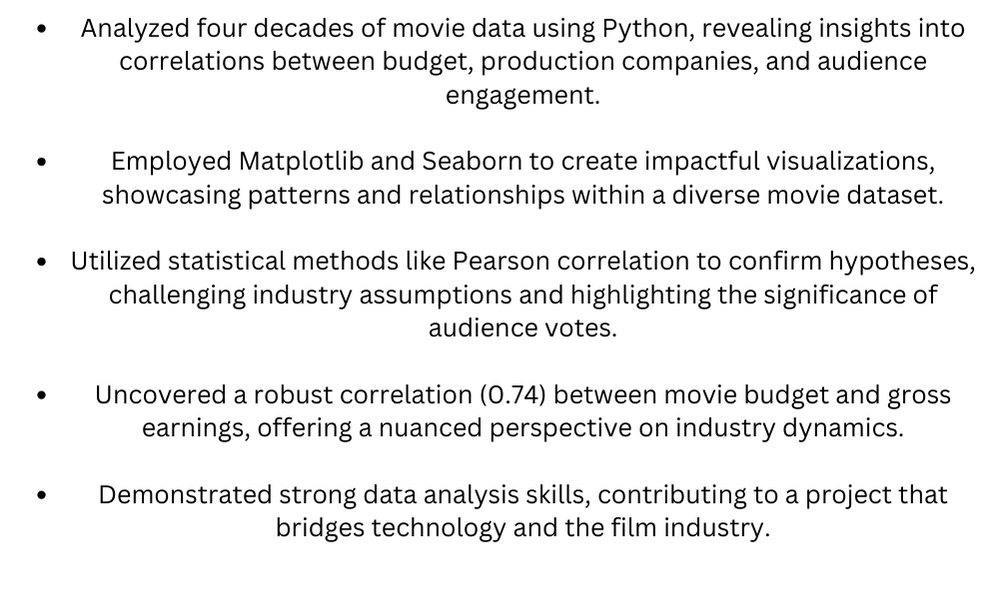 • Analyzed four decades of movie data using Python, revealing insights into
correlations between budget, production companies, and audience
engagement.
• Employed Matplotlib and Seaborn to create impactful visualizations,
showcasing patterns and relationships within a diverse movie dataset.
• Utilized statistical methods like Pearson correlation to confirm hypotheses,
challenging industry assumptions and highlighting the significance of
audience votes.
• Uncovered a robust correlation (0.74) between movie budget and gross
earnings, offering a nuanced perspective on industry dynamics.
• Demonstrated strong data analysis skills, contributing to a project that
bridges technology and the film industry.